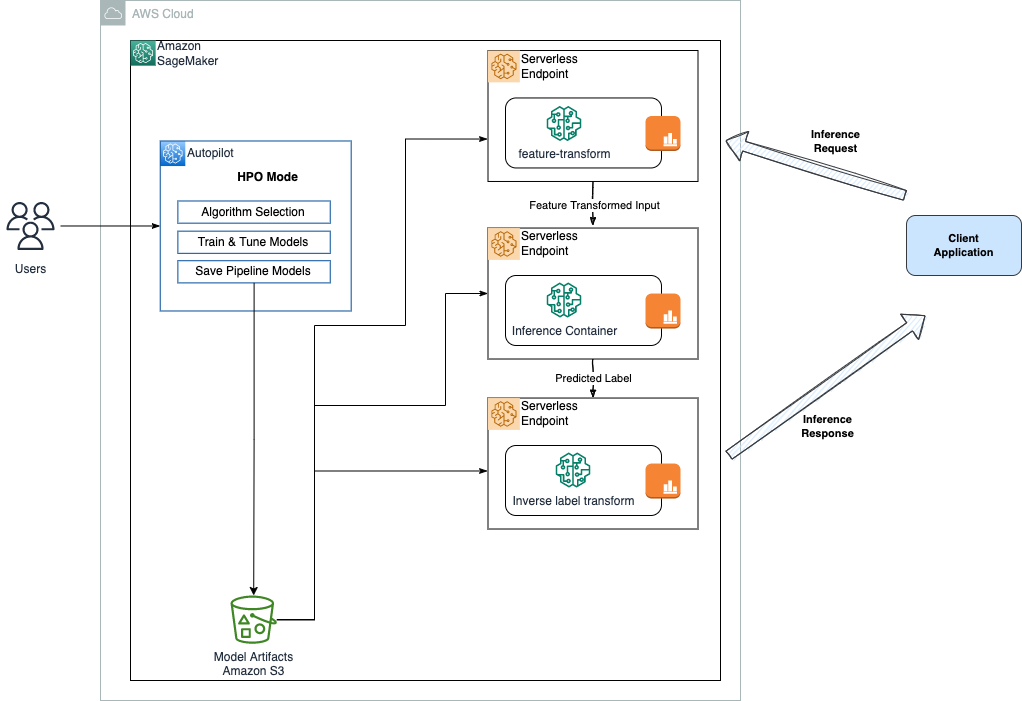 AWS Cloud
Amazon
SageMaker
Serverless
Endpoint
feature-transform
Feature Transformed Input
Autopilot
HPO Mode
Algorithm Selection
Train & Tune Models
Save Pipeline Models
Users
Serverless
Endpoint
Inference Container
Predicted Label
Serverless
Endpoint
Inverse label transform
Model Artifacts
Amazon S3
Inference
Request
Client
Application
Inference
Response